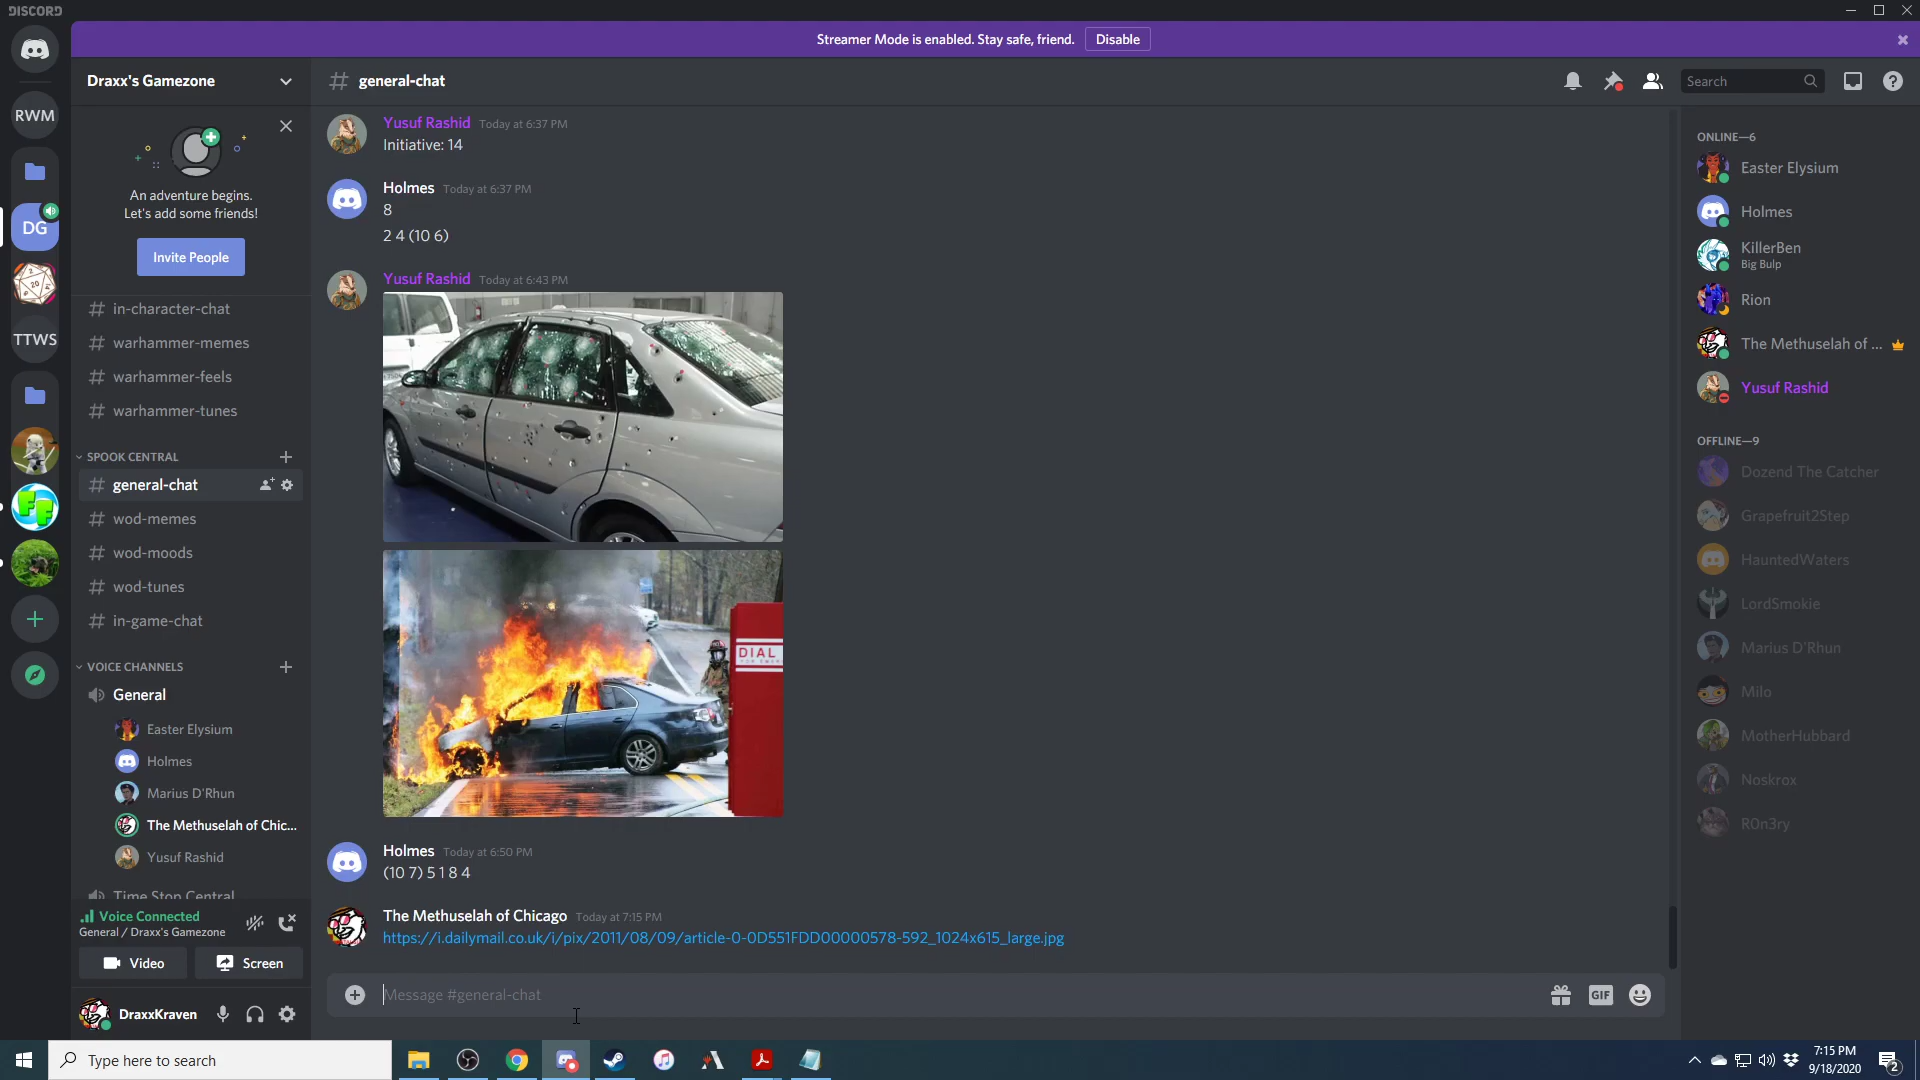 DISCORD
Streamer Mode is enabled. Stay safe, friend.
Disable
Draxx's Gamezone
general-chat
Search
RWM
DG
20
TTWS
FF
An adventure begins.
Let's add some friends!
Invite People
in-character-chat
warhammer-memes
warhammer-feels
warhammer-tunes
SPOOK CENTRAL
general-chat
wod-memes
wod-moods
wod-tunes
in-game-chat
VOICE CHANNELS
General
Easter Elysium
Holmes
Marius D'Rhun
The Methuselah of Chic...
Yusuf Rashid
Time Stop Central
Voice Connected
General / Draxx's Gamezone
Video
Screen
DraxxKraven
Yusuf Rashid Today at 6:37 PM
Initiative: 14
Holmes Today at 6:37 PM
8
2 4 (10 6)
Yusuf Rashid Today at 6:43 PM
DIAL
Holmes Today at 6:50 PM
(10 7) 5 1 8 4
The Methuselah of Chicago Today at 7:15 PM
https://i.dailymail.co.uk/i/pix/2011/08/09/article-0-0D551FDD00000578-592_1024x615_large.jpg
Message #general-chat
GIF
ONLINE—6
Easter Elysium
Holmes
KillerBen
Big Bulp
Rion
The Methuselah of ...
Yusuf Rashid
OFFLINE—9
Dozend The Catcher
Grapefruit2Step
HauntedWaters
LordSmokie
Marius D'Rhun
Milo
MotherHubbard
Noskrox
R0n3ry
Type here to search
7:15 PM
9/18/2020
2